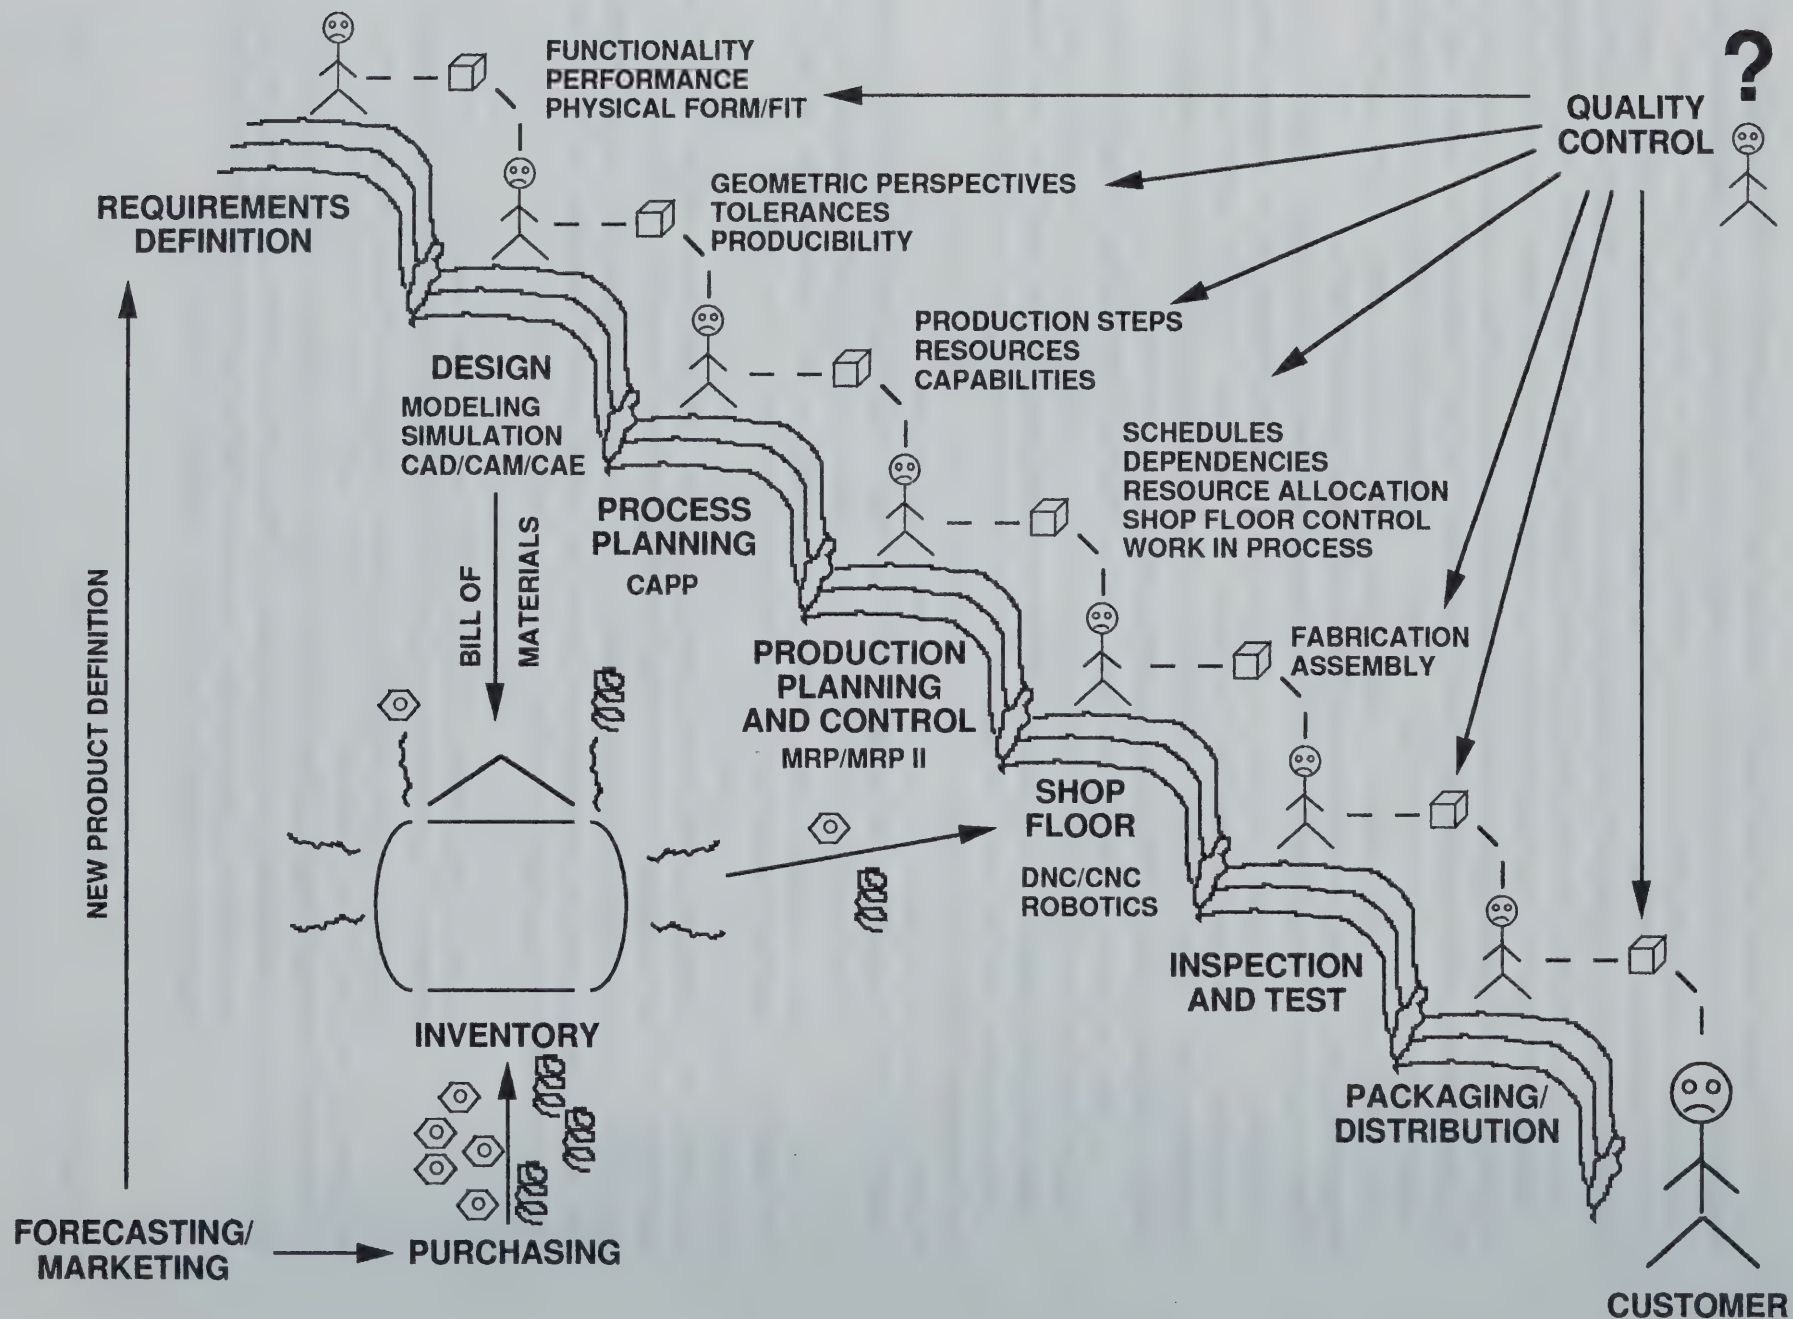 FUNCTIONALITY
PERFORMANCE
PHYSICAL FORM/FIT
?
QUALITY
CONTROL
REQUIREMENTS
DEFINITION
GEOMETRIC PERSPECTIVES
TOLERANCES
PRODUCIBILITY
DESIGN
MODELING
SIMULATION
CAD/CAM/CAE
PRODUCTION STEPS
RESOURCES
CAPABILITIES
PROCESS
PLANNING
CAPP
SCHEDULES
DEPENDENCIES
RESOURCE ALLOCATION
SHOP FLOOR CONTROL
WORK IN PROCESS
NEW PRODUCT DEFINITION
BILL OF
MATERIALS
PRODUCTION
PLANNING
AND CONTROL
MRP/MRP II
FABRICATION
ASSEMBLY
SHOP
FLOOR
DNC/CNC
ROBOTICS
INSPECTION
AND TEST
INVENTORY
PACKAGING/
DISTRIBUTION
FORECASTING/
MARKETING
PURCHASING
CUSTOMER